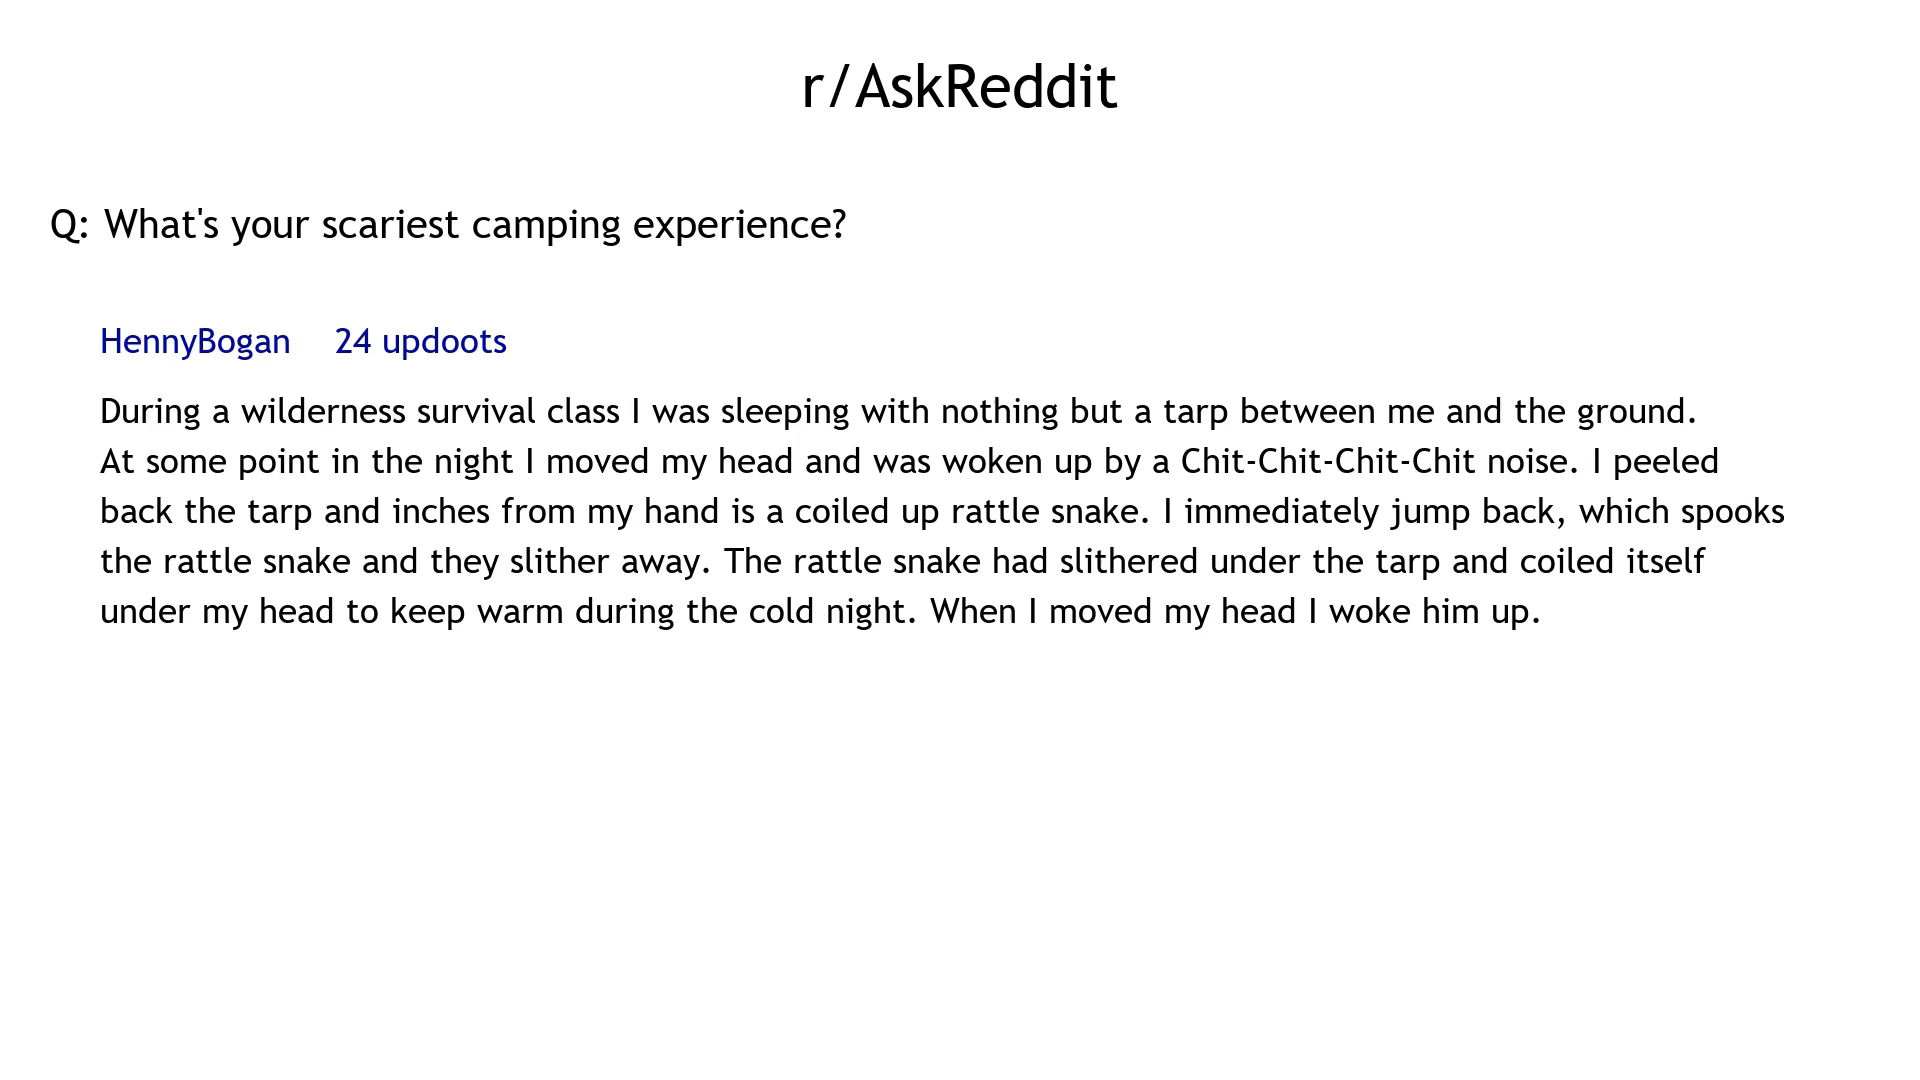 r/AskReddit
Q: What's your scariest camping experience?
HennyBogan 24 updoots
During a wilderness survival class I was sleeping with nothing but a tarp between me and the ground.
At some point in the night I moved my head and was woken up by a Chit-Chit-Chit-Chit noise. I peeled
back the tarp and inches from my hand is a coiled up rattle snake. I immediately jump back, which spooks
the rattle snake and they slither away. The rattle snake had slithered under the tarp and coiled itself
under my head to keep warm during the cold night. When I moved my head I woke him up.